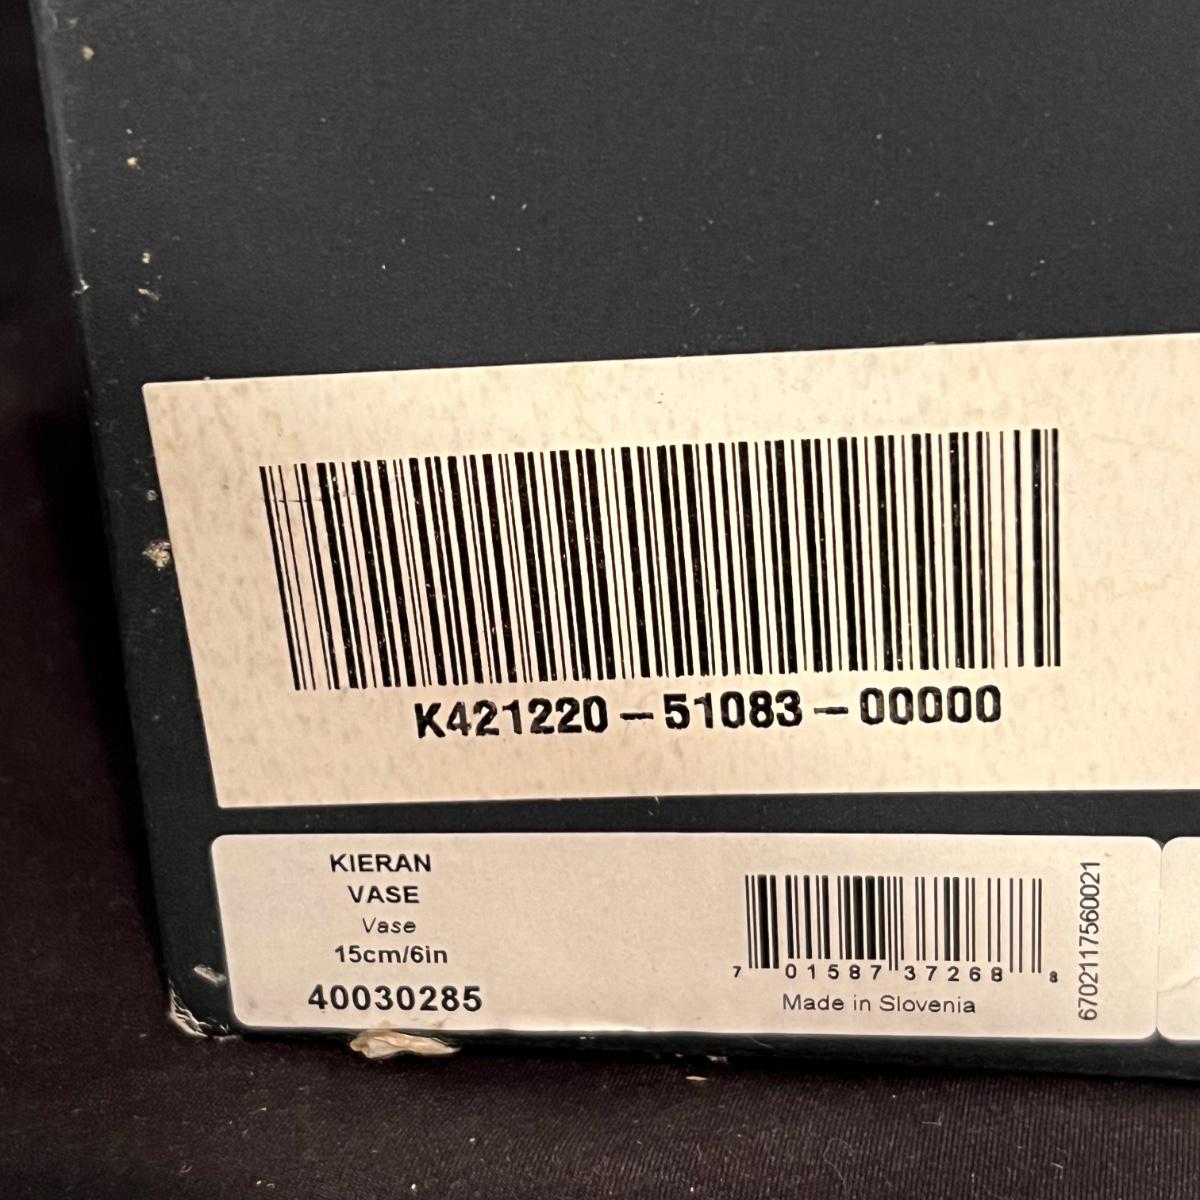 K421220-51083-00000
KIERAN
VASE
Vase
15cm/6in
40030285
7 01587 37268 8
Made in Slovenia
6702117560021